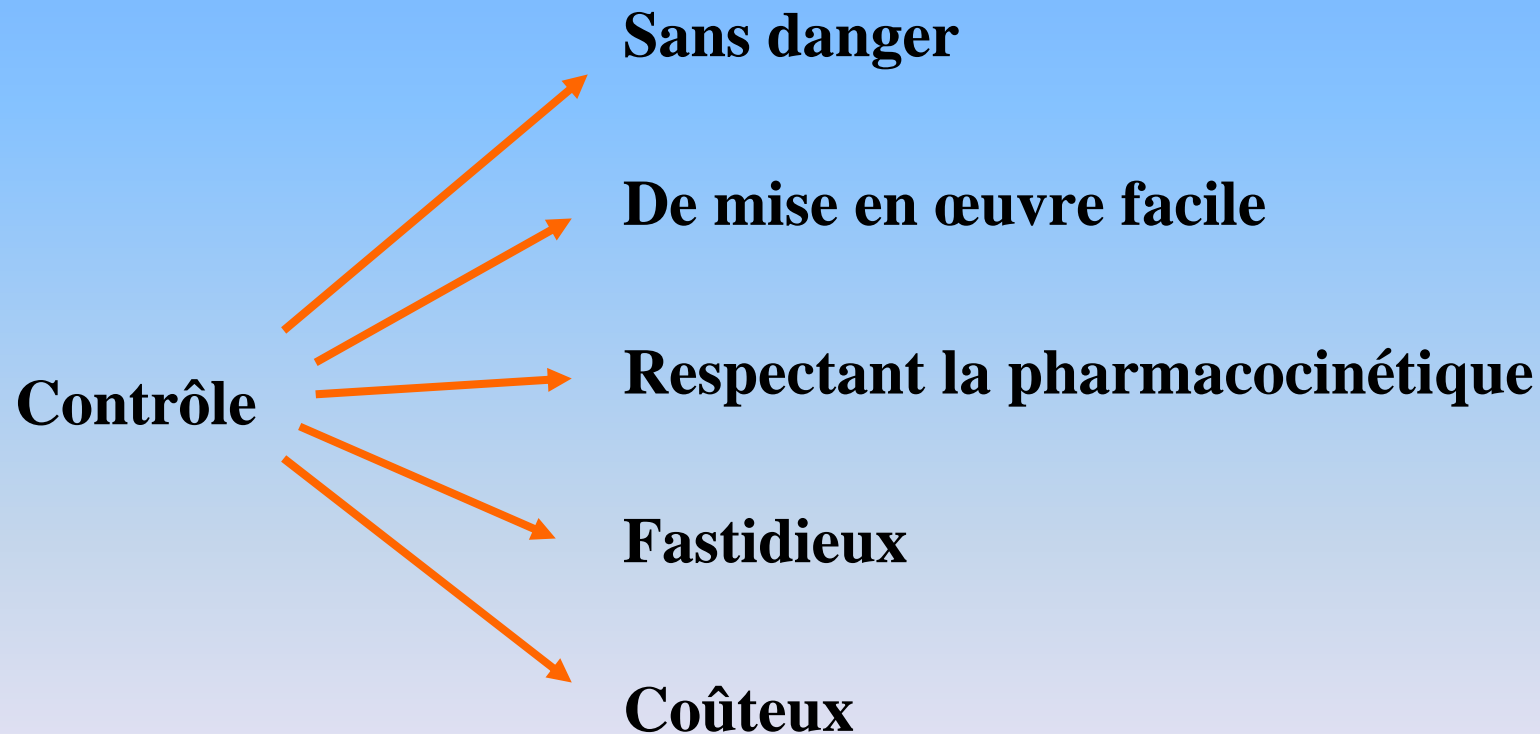 Sans danger
De mise en œuvre facile
Respectant la pharmacocinétique
Contrôle
Fastidieux
Coûteux